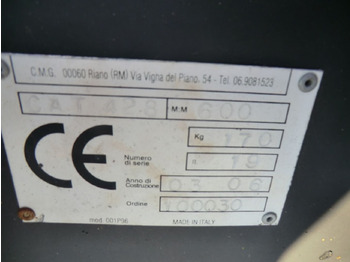 C.M.G. 00060 Riano (RM) Via Vigna del Piano, 54 - Tel. 06.9081523
CAT 428 M/M 600
CE
Kg 170
Numero di serie n 19
Anno di Costruzione 03 06
Ordine 100030
mod. 001P96 MADE IN ITALY